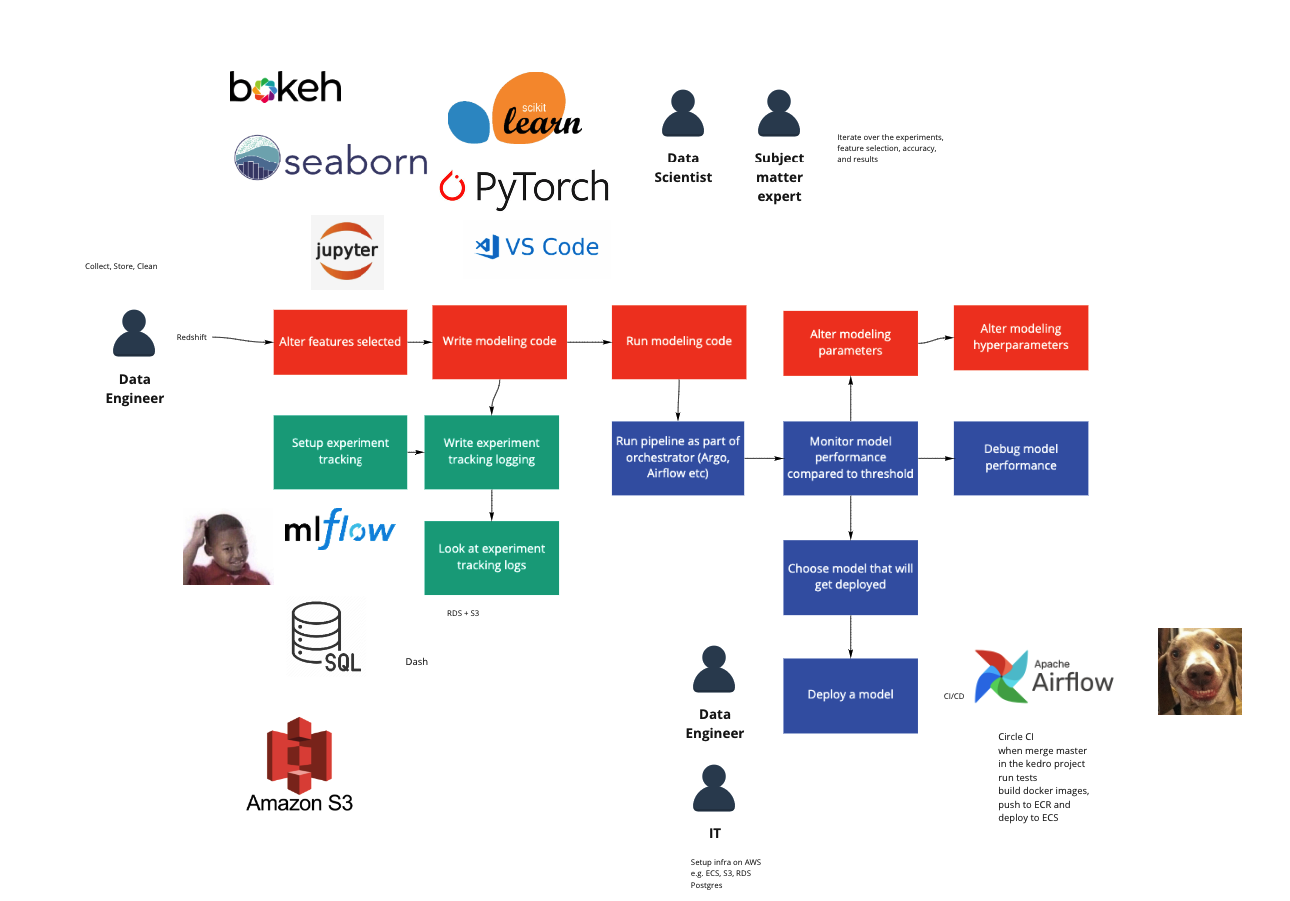 bokeh
seaborn
jupyter
scikit
learn
PyTorch
VS Code
Data
Scientist
Subject
matter
expert
Iterate over the experiments,
feature selection, accuracy,
and results
Collect, Store, Clean
Data
Engineer
Redshift
Alter features selected
Write modeling code
Run modeling code
Alter modeling
parameters
Alter modeling
hyperparameters
Setup experiment
tracking
Write experiment
tracking logging
Run pipeline as part of
orchestrator (Argo,
Airflow etc)
Monitor model
performance
compared to threshold
Debug model
performance
mlflow
Look at experiment
tracking logs
Choose model that will
get deployed
RDS + S3
SQL
Dash
Amazon S3
Data
Engineer
Deploy a model
CI/CD
Apache
Airflow
Circle CI
when merge master
in the kedro project
run tests
build docker images,
push to ECR and
deploy to ECS
IT
Setup infra on AWS
e.g. ECS, S3, RDS
Postgres